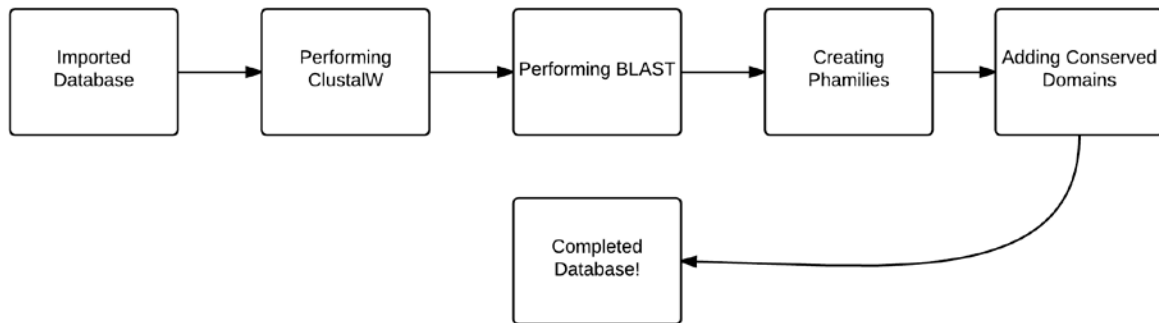 Imported
Database
Performing
ClustalW
Performing BLAST
Creating
Phamilies
Adding Conserved
Domains
Completed
Database!